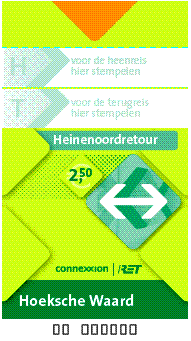 H voor de heenreis
hier stempelen
T voor de terugreis
hier stempelen
Heinenoordretour
2,50
connexxion RET
Hoeksche Waard